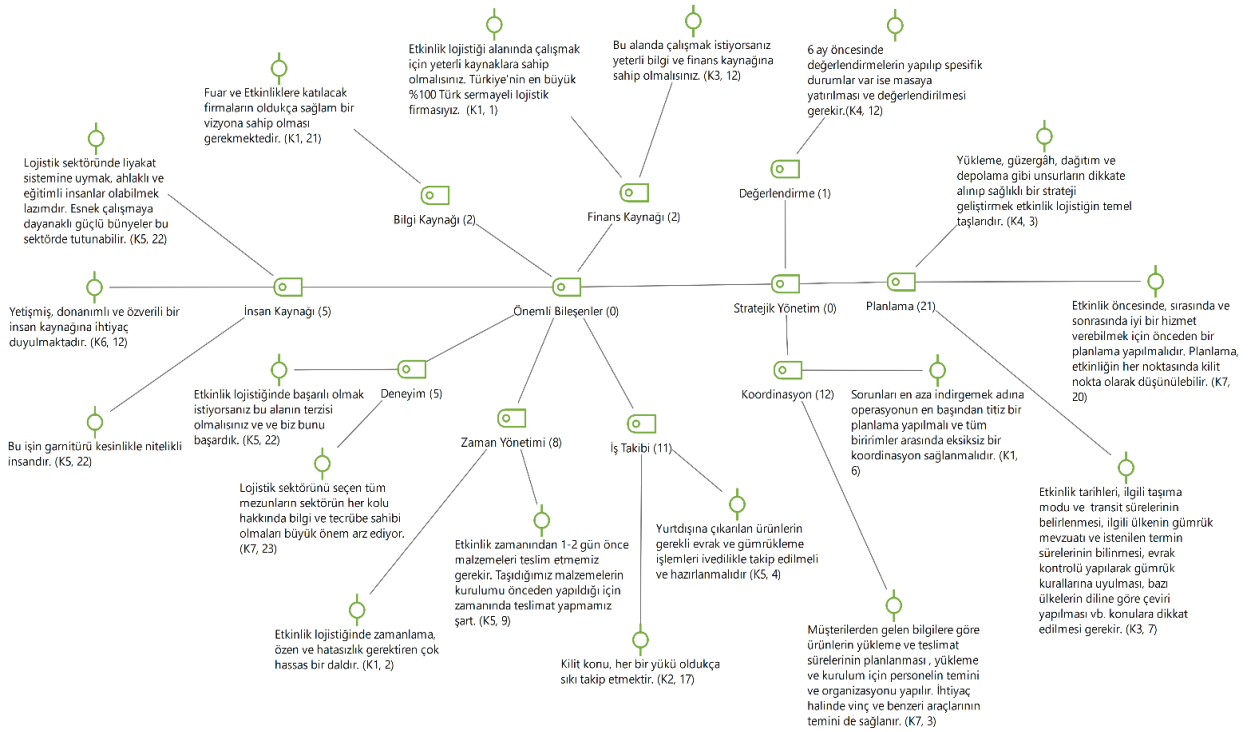 Etkinlik lojistiği alanında çalışmak
için yeterli kaynaklara sahip
olmalısınız. Türkiye'nin en büyük
%100 Türk sermayeli lojistik
firmasıyız. (K1, 1)
Bu alanda çalışmak istiyorsanız
yeterli bilgi ve finans kaynağına
sahip olmalısınız. (K3, 12)
6 ay öncesinde
değerlendirmelerin yapılıp spesifik
durumlar var ise masaya
yatırılması ve değerlendirilmesi
gerekir.(K4, 12)
Fuar ve Etkinliklere katılacak
firmaların oldukça sağlam bir
vizyona sahip olması
gerekmektedir. (K1, 21)
Lojistik sektöründe liyakat
sistemine uymak, ahlaklı ve
eğitimli insanlar olabilmek
lazımdır. Esnek çalışmaya
dayanaklı güçlü bünyeler bu
sektörde tutunabilir. (K5, 22)
Yükleme, güzergâh, dağıtım ve
depolama gibi unsurların dikkate
alınıp sağlıklı bir strateji
geliştirmek etkinlik lojistiğin temel
taşlarıdır. (K4, 3)
Bilgi Kaynağı (2)
Finans Kaynağı (2)
Değerlendirme (1)
Yetişmiş, donanımlı ve özverili bir
insan kaynağına ihtiyaç
duyulmaktadır. (K6, 12)
İnsan Kaynağı (5)
Önemli Bileşenler (0)
Stratejik Yönetim (0)
Planlama (21)
Etkinlik öncesinde, sırasında ve
sonrasında iyi bir hizmet
verebilmek için önceden bir
planlama yapılmalıdır. Planlama,
etkinliğin her noktasında kilit
nokta olarak düşünülebilir. (K7,
20)
Etkinlik lojistiğinde başarılı olmak
istiyorsanız bu alanın terzisi
olmalısınız ve ve biz bunu
başardık. (K5, 22)
Deneyim (5)
Koordinasyon (12)
Sorunları en aza indirgemek adına
operasyonun en başından titiz bir
planlama yapılmalı ve tüm
biririmler arasında eksiksiz bir
koordinasyon sağlanmalıdır. (K1,
6)
Bu işin garnitürü kesinlikle nitelikli
insandır. (K5, 22)
Zaman Yönetimi (8)
İş Takibi (11)
Lojistik sektörünü seçen tüm
mezunların sektörün her kolu
hakkında bilgi ve tecrübe sahibi
olmaları büyük önem arz ediyor.
(K7, 23)
Etkinlik zamanından 1-2 gün önce
malzemeleri teslim etmemiz
gerekir. Taşıdığımız malzemelerin
kurulumu önceden yapıldığı için
zamanında teslimat yapmamız
şart. (K5, 9)
Yurtdışına çıkarılan ürünlerin
gerekli evrak ve gümrükleme
işlemleri ivedilikle takip edilmeli
ve hazırlanmalıdır (K5, 4)
Etkinlik tarihleri, ilgili taşıma
modu ve transit sürelerinin
belirlenmesi, ilgili ülkenin gümrük
mevzuatı ve istenilen termin
sürelerinin bilinmesi, evrak
kontrolü yapılarak gümrük
kurallarına uyulması, bazı
ülkelerin diline göre çeviri
yapılması vb. konulara dikkat
edilmesi gerekir. (K3, 7)
Etkinlik lojistiğinde zamanlama,
özen ve hatasızlık gerektiren çok
hassas bir daldır. (K1, 2)
Kilit konu, her bir yükü oldukça
sıkı takip etmektir. (K2, 17)
Müşterilerden gelen bilgilere göre
ürünlerin yükleme ve teslimat
sürelerinin planlanması , yükleme
ve kurulum için personelin temini
ve organizasyonu yapılır. İhtiyaç
halinde vinç ve benzeri araçlarının
temini de sağlanır. (K7, 3)